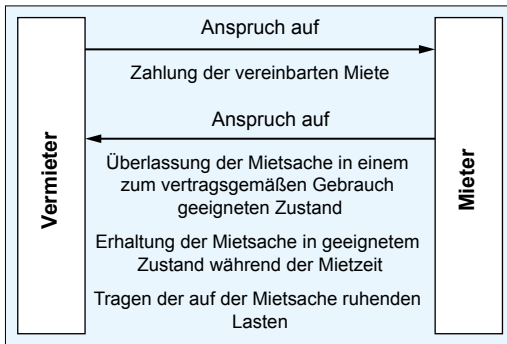 Anspruch auf
Zahlung der vereinbarten Miete
Anspruch auf
Überlassung der Mietsache in einem
zum vertragsgemäßen Gebrauch
geeigneten Zustand
Erhaltung der Mietsache in geeignetem
Zustand während der Mietzeit
Tragen der auf der Mietsache ruhenden
Lasten
Vermieter
Mieter